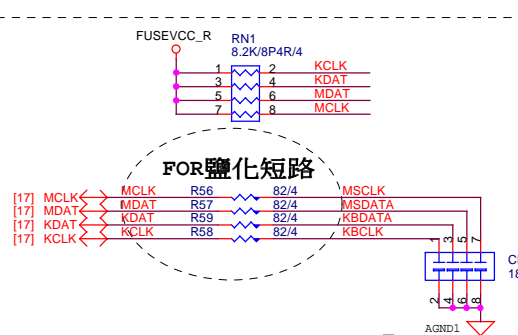 FUSEVCC_R
RN1
8.2K/8P4R/4
1 2 KCLK
3 4 KDAT
5 6 MDAT
7 8 MCLK
FOR鹽化短路
[17] MCLK MCLK R56 82/4 MSCLK
[17] MDAT MDAT R57 82/4 MSDATA
[17] KDAT KDAT R59 82/4 KBDATA
[17] KCLK KCLK R58 82/4 KBCLK
1 3 5 7
2 4 6 8
18
AGND1